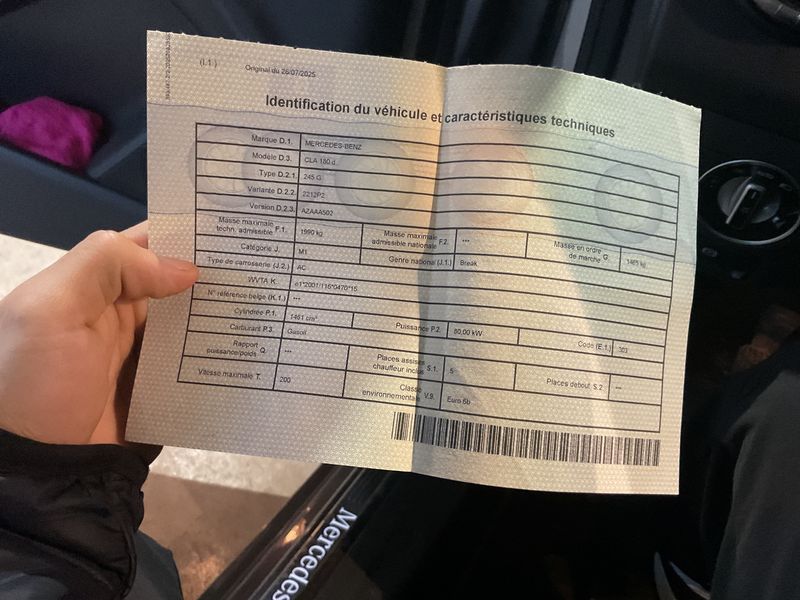 (I.1.)
Original du 26/07/2025
Identification du véhicule et caractéristiques techniques
Marque D.1. MERCEDES-BENZ
Modèle D.3. CLA 180 d
Type D.2.1. 245 G
Variante D.2.2. 2212P2
Version D.2.3. AZAAA502
Masse maximale techn. admissible F.1. 1990 kg Masse maximale admissible nationale F.2. --- Masse en ordre de marche G. 1485 kg
Catégorie J. M1 Genre national (J.1.) Break
Type de carrosserie (J.2.) AC
WVTA K. e1*2001/116*0470*15
N° référence belge (K.1.) ---
Cylindrée P.1. 1461 cm³ Puissance P.2. 80,00 kW Code (E.1.) 303
Carburant P.3. Gasoil
Rapport puissance/poids Q. --- Places assises chauffeur inclus S.1. 5 Places debout S.2. ---
Vitesse maximale T. 200 Classe environnementale V.9. Euro 6b
Mercedes